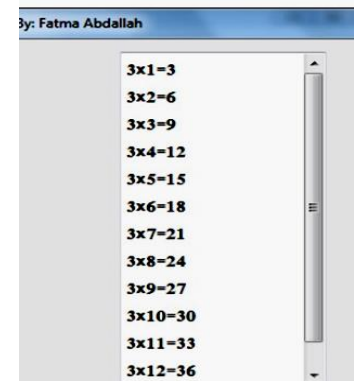 By: Fatma Abdallah
3x1=3
3x2=6
3x3=9
3x4=12
3x5=15
3x6=18
3x7=21
3x8=24
3x9=27
3x10=30
3x11=33
3x12=36